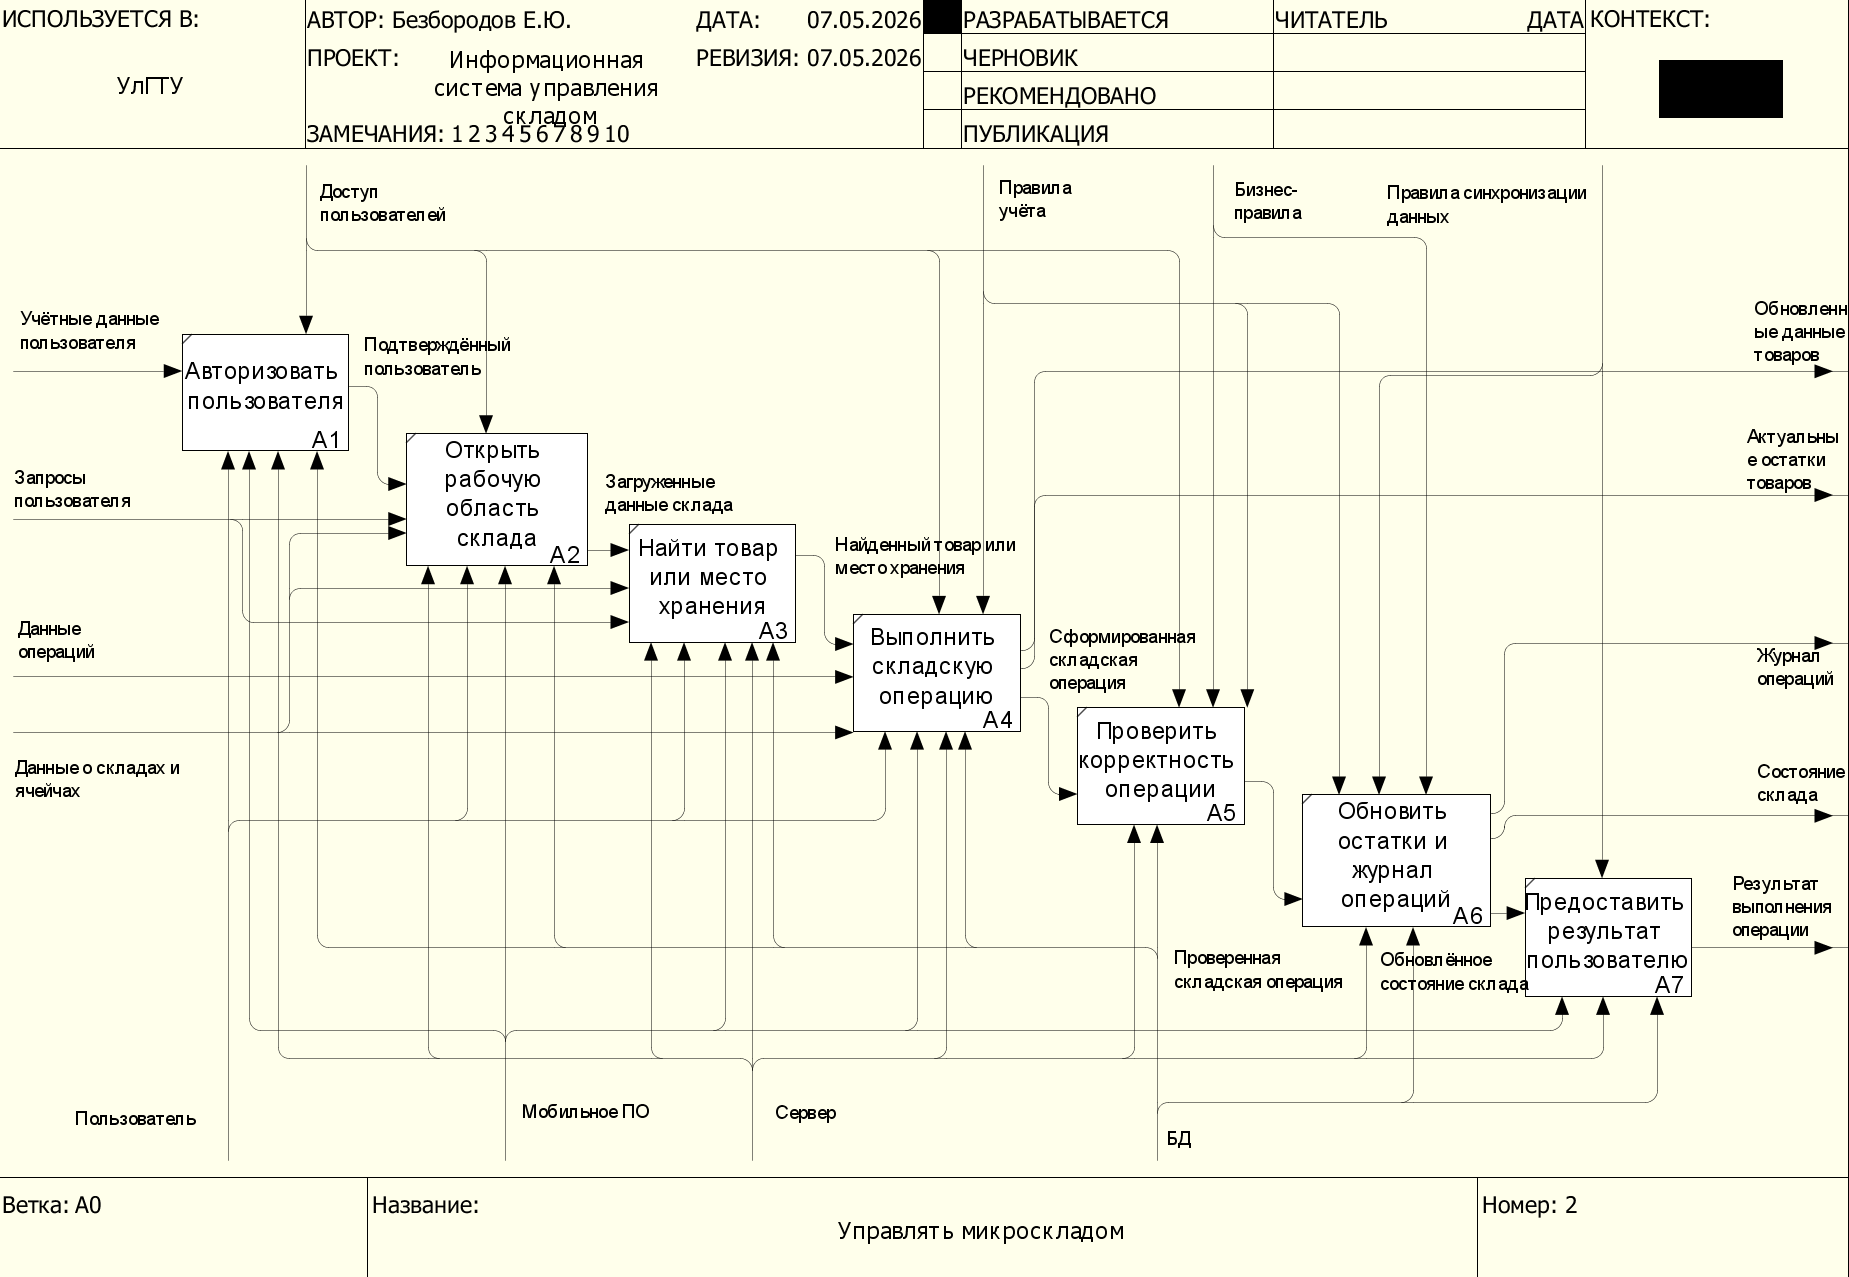 ИСПОЛЬЗУЕТСЯ В:
УлГТУ
АВТОР: Безбородов Е.Ю.
ДАТА: 07.05.2026
ПРОЕКТ:
Информационная
система управления
складом
РЕВИЗИЯ: 07.05.2026
ЗАМЕЧАНИЯ: 1 2 3 4 5 6 7 8 9 10
РАЗРАБАТЫВАЕТСЯ
ЧЕРНОВИК
РЕКОМЕНДОВАНО
ПУБЛИКАЦИЯ
ЧИТАТЕЛЬ
ДАТА
КОНТЕКСТ:
Доступ
пользователей
Правила
учёта
Бизнес-
правила
Правила синхронизации
данных
Учётные данные
пользователя
Авторизовать
пользователя
A1
Подтверждённый
пользователь
Обновленн
ые данные
товаров
Запросы
пользователя
Открыть
рабочую
область
склада
A2
Загруженные
данные склада
Актуальны
е остатки
товаров
Найти товар
или место
хранения
A3
Найденный товар или
место хранения
Данные
операций
Выполнить
складскую
операцию
A4
Сформированная
складская
операция
Журнал
операций
Данные о складах и
ячейчах
Проверить
корректность
операции
A5
Состояние
склада
Обновить
остатки и
журнал
операций
A6
Результат
выполнения
операции
Предоставить
результат
пользователю
A7
Проверенная
складская операция
Обновлённое
состояние склада
Пользователь
Мобильное ПО
Сервер
БД
Ветка: A0
Название:
Управлять микроскладом
Номер: 2